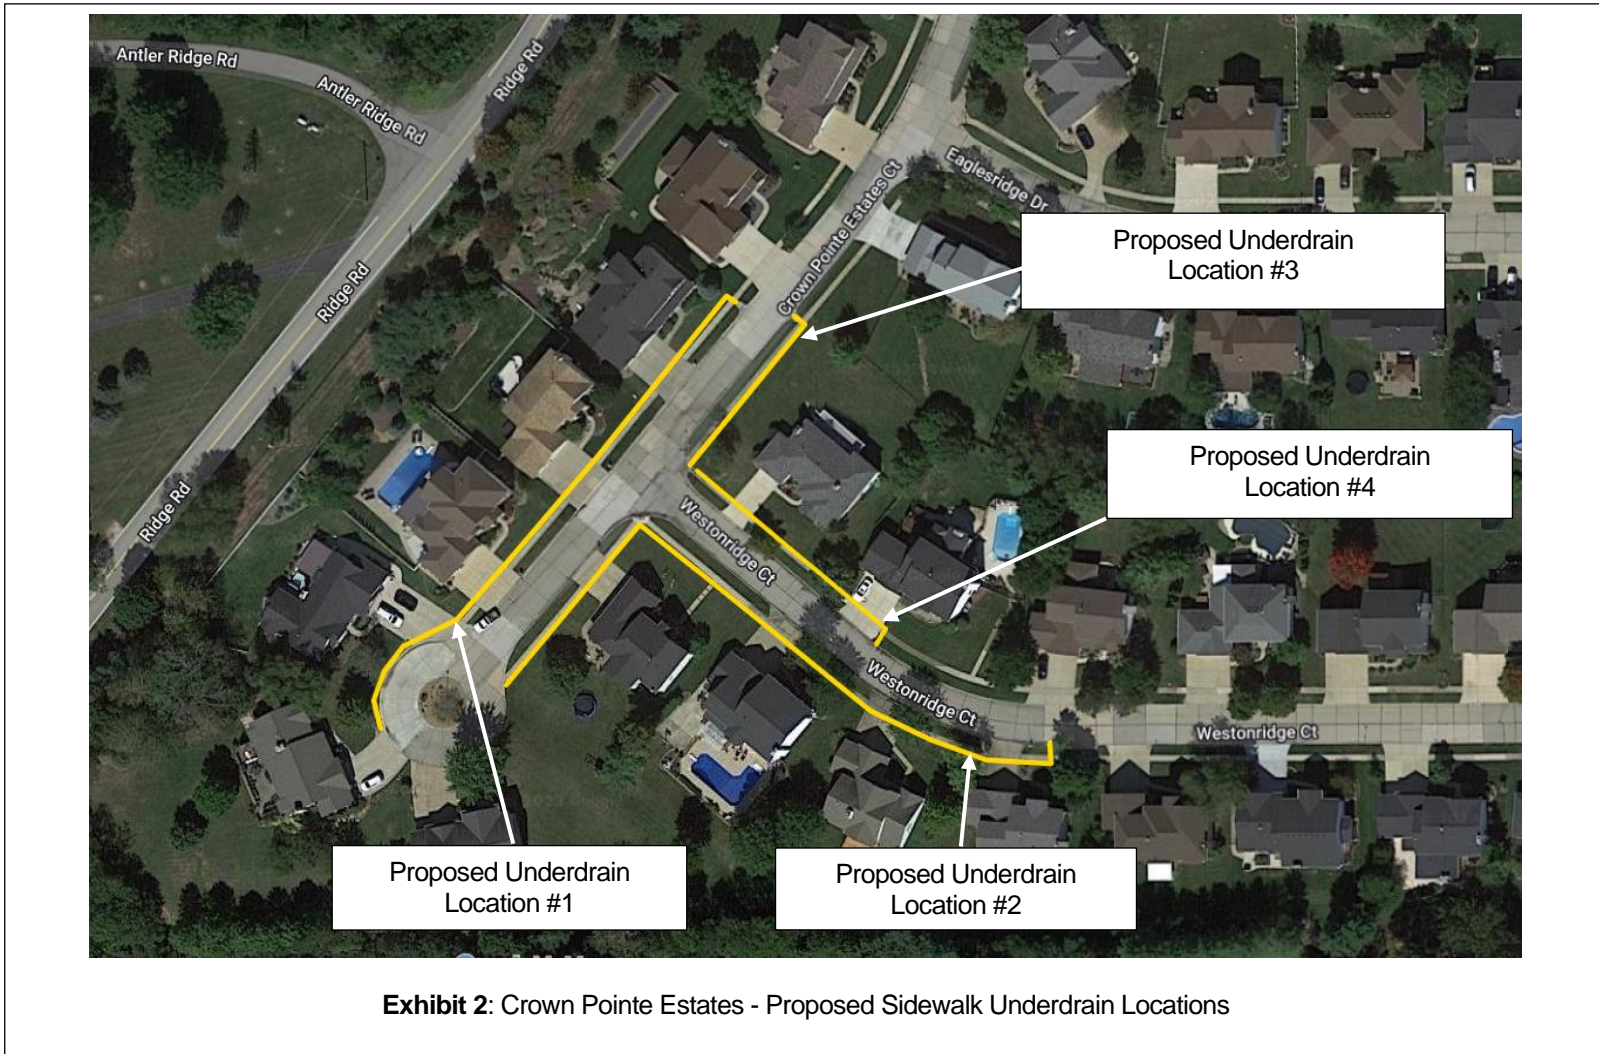 Antler Ridge Rd
Antler Ridge Rd
Ridge Rd
Ridge Rd
Ridge Rd
Crown Pointe Estates Ct
Eaglesridge Dr
Proposed Underdrain
Location #3
Proposed Underdrain
Location #4
Westonridge Ct
Westonridge Ct
Westonridge Ct
Proposed Underdrain
Location #1
Proposed Underdrain
Location #2
Exhibit 2: Crown Pointe Estates - Proposed Sidewalk Underdrain Locations